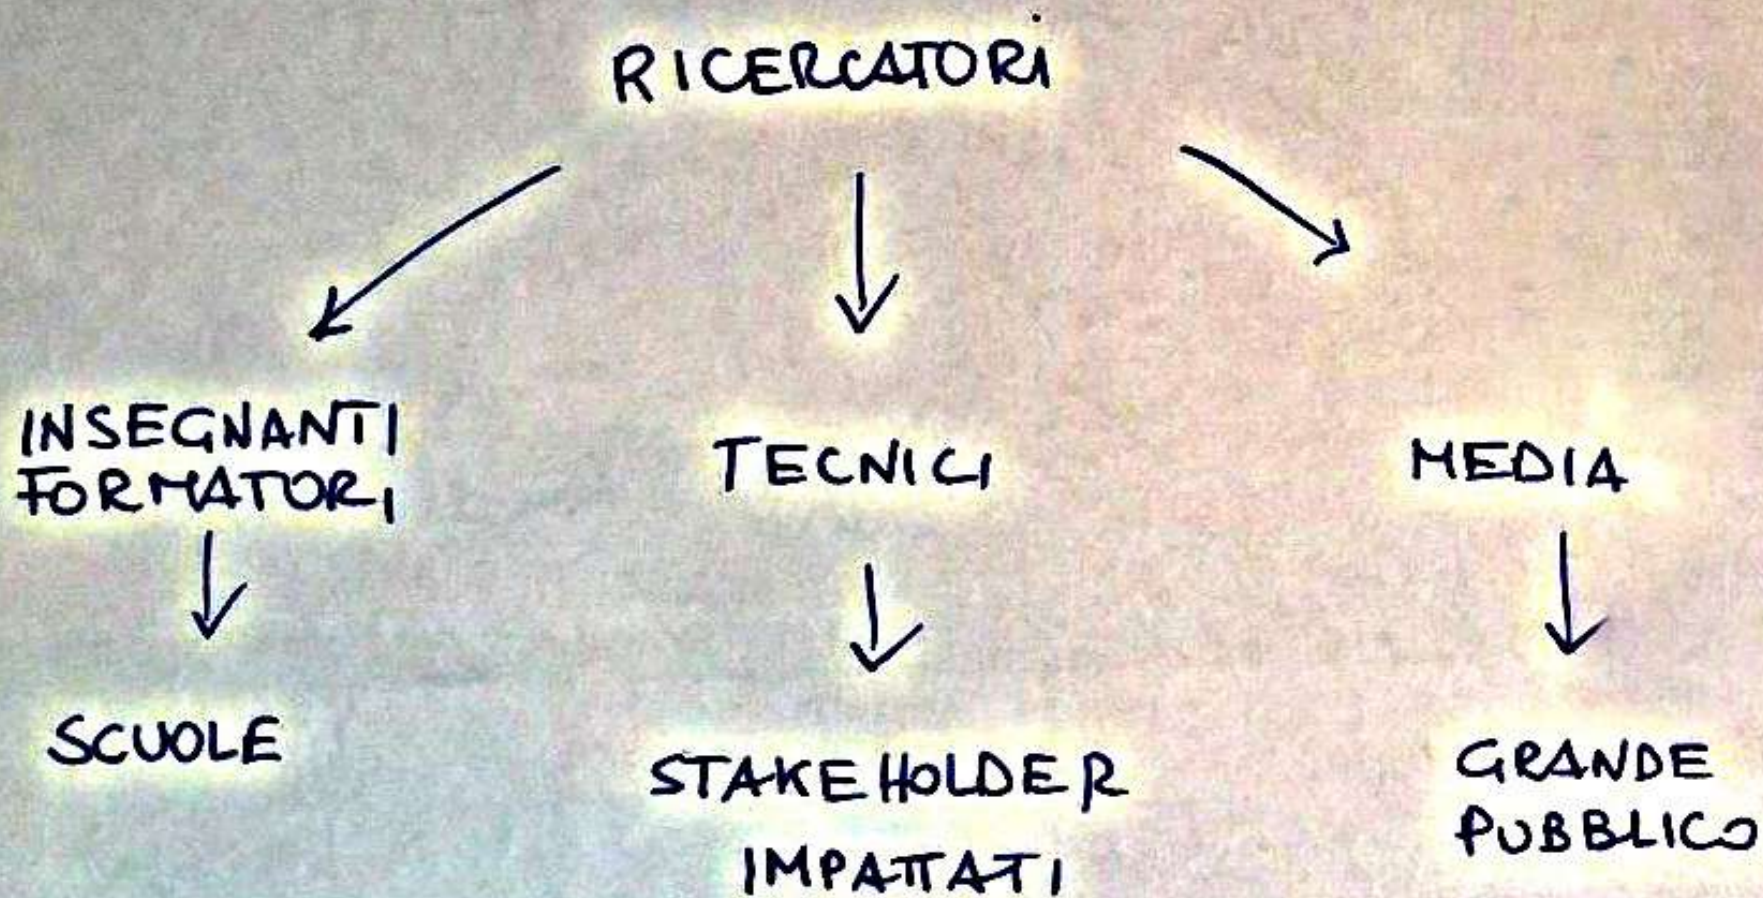 RICERCATORI
INSEGNANTI
FORMATORI
TECNICI
MEDIA
SCUOLE
STAKEHOLDER
IMPATTATI
GRANDE
PUBBLICO